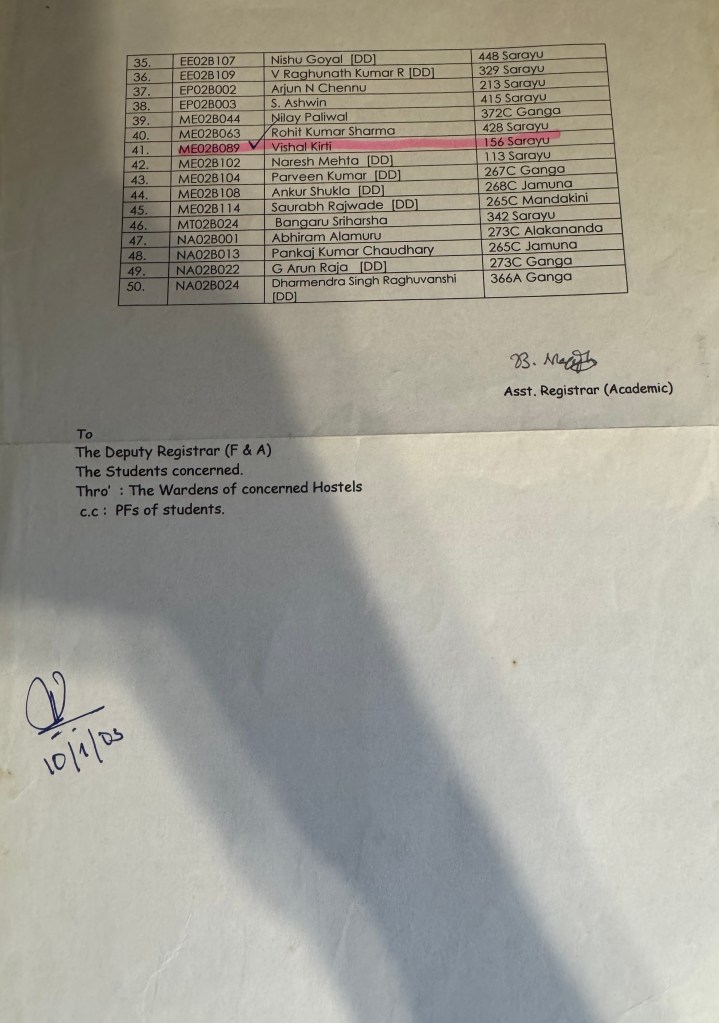 35. EE02B107 Nishu Goyal [DD] 448 Sarayu
36. EE02B109 V Raghunath Kumar R [DD] 329 Sarayu
37. EP02B002 Arjun N Chennu 213 Sarayu
38. EP02B003 S. Ashwin 415 Sarayu
39. ME02B044 Nilay Paliwal 372C Ganga
40. ME02B063 Rohit Kumar Sharma 428 Sarayu
41. ME02B089 Vishal Kirti 156 Sarayu
42. ME02B102 Naresh Mehta [DD] 113 Sarayu
43. ME02B104 Parveen Kumar [DD] 267C Ganga
44. ME02B108 Ankur Shukla [DD] 268C Jamuna
45. ME02B114 Saurabh Rajwade [DD] 265C Mandakini
46. MT02B024 Bangaru Sriharsha 342 Sarayu
47. NA02B001 Abhiram Alamuru 273C Alakananda
48. NA02B013 Pankaj Kumar Chaudhary 265C Jamuna
49. NA02B022 G Arun Raja [DD] 273C Ganga
50. NA02B024 Dharmendra Singh Raghuvanshi 366A Ganga
[DD]
B.
Asst. Registrar (Academic)
To
The Deputy Registrar (F & A)
The Students concerned.
Thro' : The Wardens of concerned Hostels
c.c : PFs of students.
10/1/03